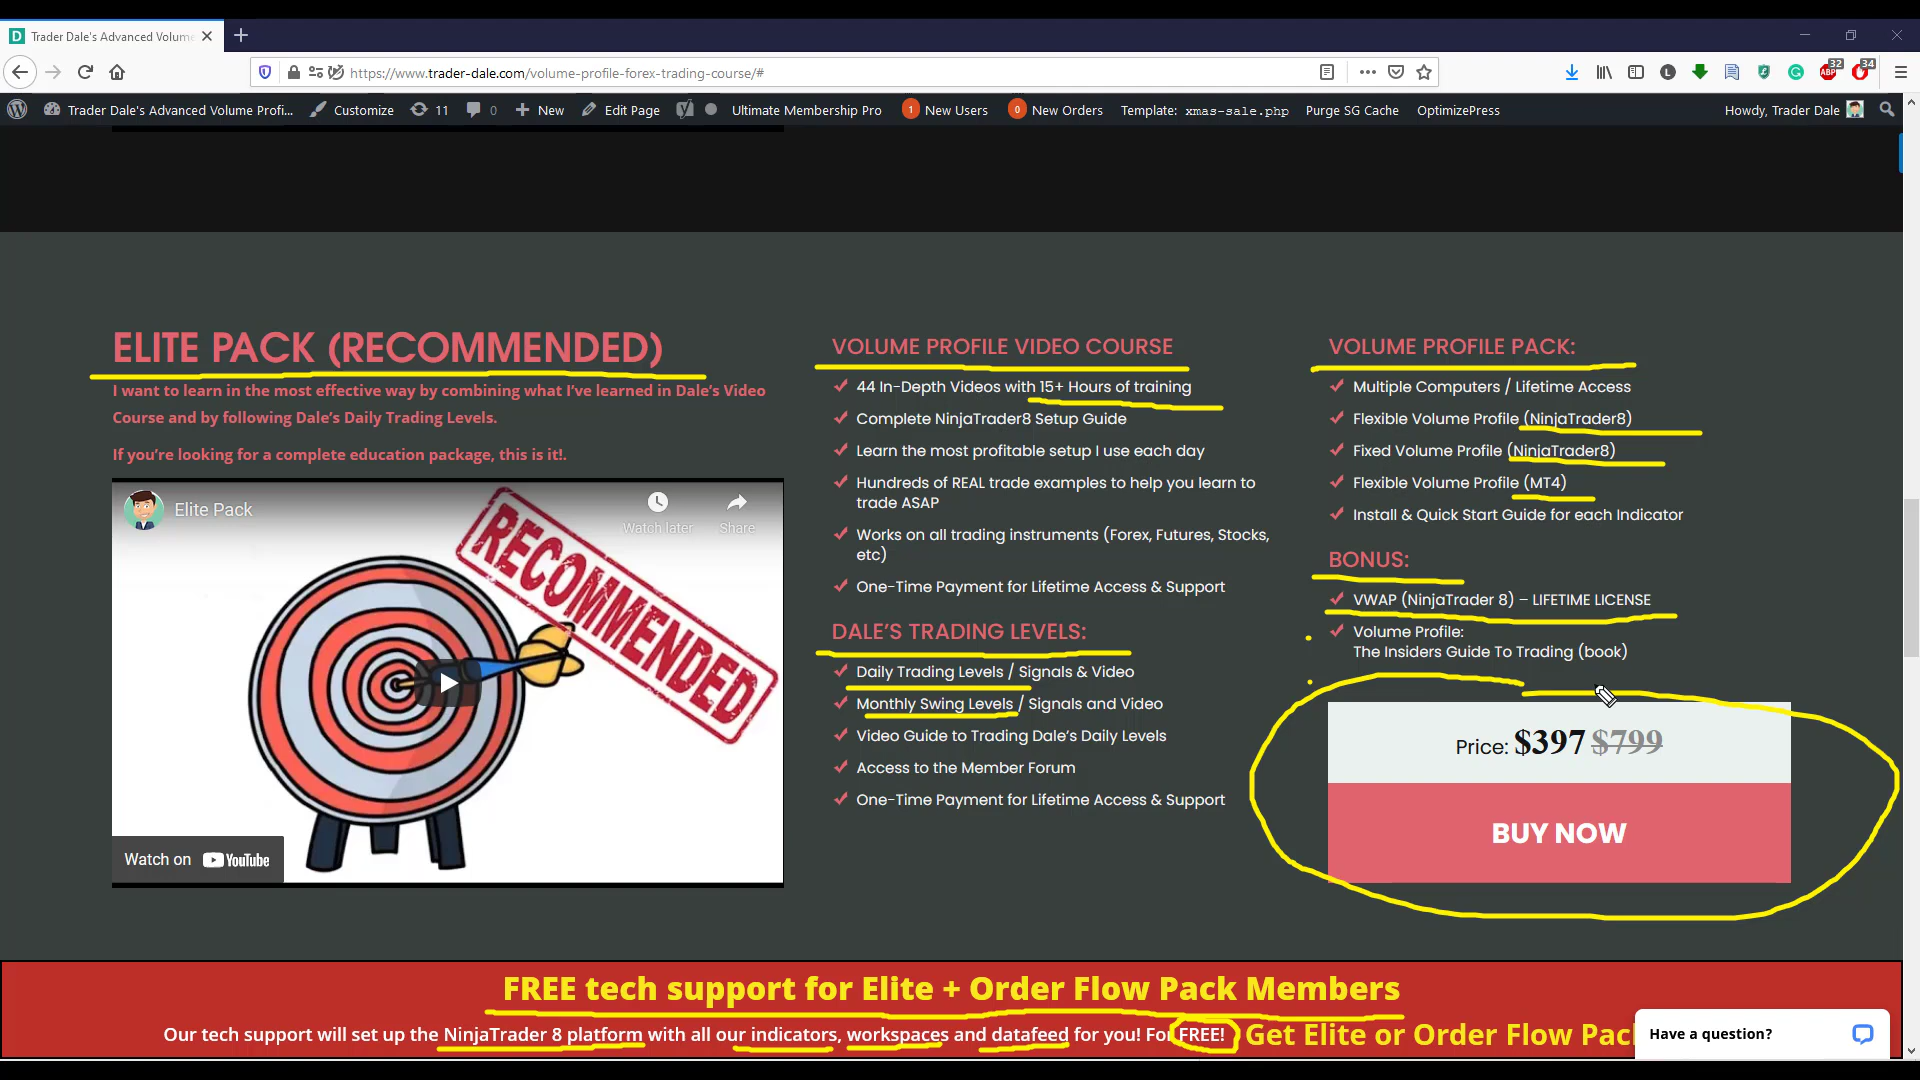 Trader Dale's Advanced Volume
https://www.trader-dale.com/volume-profile-forex-trading-course/#
L
ABP
32
34
Trader Dale's Advanced Volume Profi...
Customize
11
0
New
Edit Page
Ultimate Membership Pro
1 New Users
0 New Orders
Template: xmas-sale.php
Purge SG Cache
OptimizePress
Howdy, Trader Dale
ELITE PACK (RECOMMENDED)
I want to learn in the most effective way by combining what I've learned in Dale's Video
Course and by following Dale's Daily Trading Levels.
If you're looking for a complete education package, this is it!.
Elite Pack
Watch later
Share
RECOMMENDED
Watch on YouTube
VOLUME PROFILE VIDEO COURSE
44 In-Depth Videos with 15+ Hours of training
Complete NinjaTrader8 Setup Guide
Learn the most profitable setup I use each day
Hundreds of REAL trade examples to help you learn to
trade ASAP
Works on all trading instruments (Forex, Futures, Stocks,
etc)
One-Time Payment for Lifetime Access & Support
DALE'S TRADING LEVELS:
Daily Trading Levels / Signals & Video
Monthly Swing Levels / Signals and Video
Video Guide to Trading Dale's Daily Levels
Access to the Member Forum
One-Time Payment for Lifetime Access & Support
VOLUME PROFILE PACK:
Multiple Computers / Lifetime Access
Flexible Volume Profile (NinjaTrader8)
Fixed Volume Profile (NinjaTrader8)
Flexible Volume Profile (MT4)
Install & Quick Start Guide for each Indicator
BONUS:
VWAP (NinjaTrader 8) – LIFETIME LICENSE
Volume Profile:
The Insiders Guide To Trading (book)
Price: $397 $799
BUY NOW
FREE tech support for Elite + Order Flow Pack Members
Our tech support will set up the NinjaTrader 8 platform with all our indicators, workspaces and datafeed for you! For FREE! Get Elite or Order Flow Pac
Have a question?